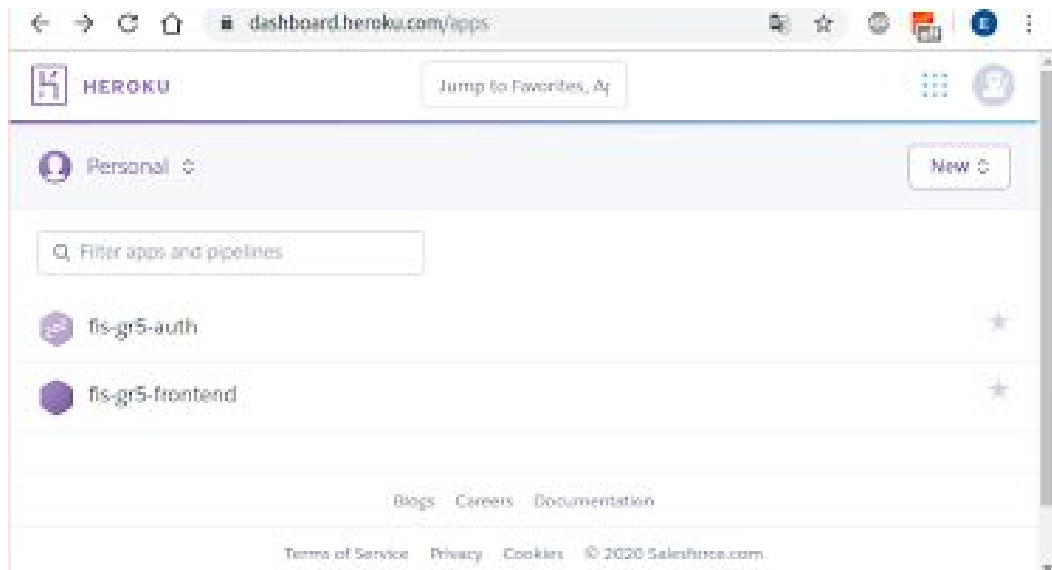 dashboard.heroku.com/apps
E
HEROKU
Jump to Favorites, Ap
Personal
New
Filter apps and pipelines
fis-gr5-auth
fis-gr5-frontend
Blogs Careers Documentation
Terms of Service Privacy Cookies © 2020 Salesforce.com